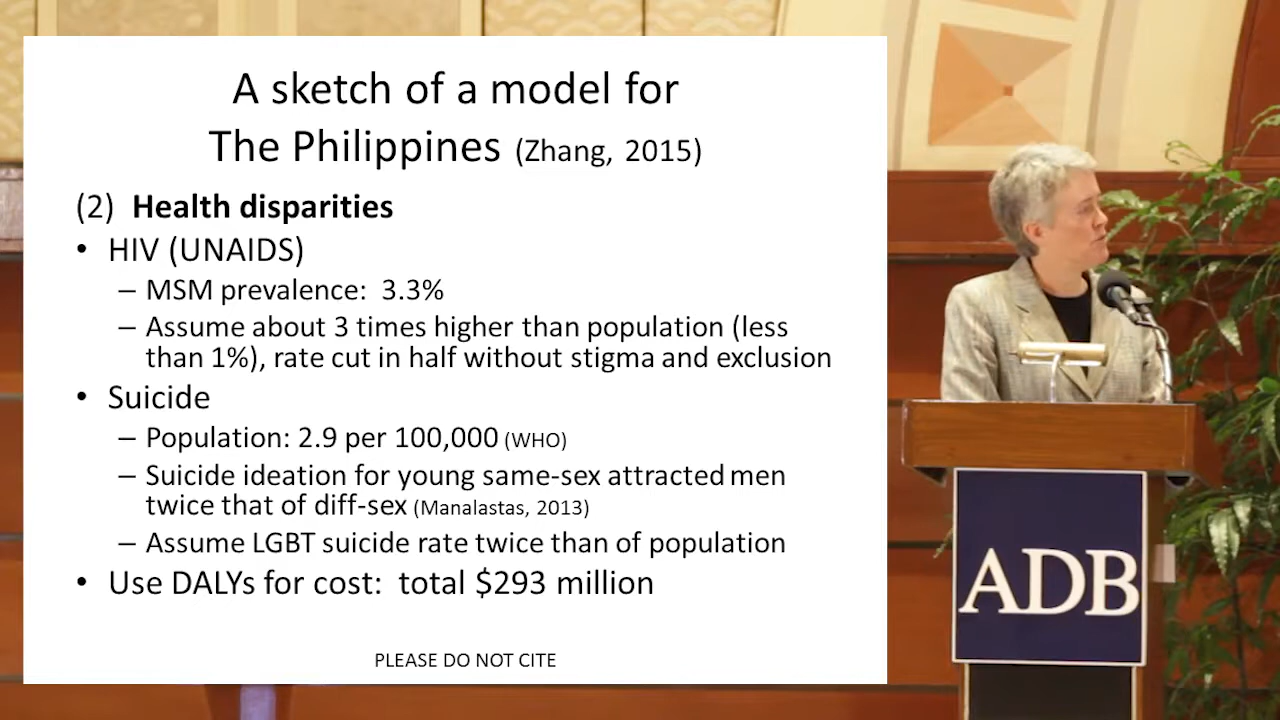 A sketch of a model for
The Philippines (Zhang, 2015)
(2) Health disparities
• HIV (UNAIDS)
– MSM prevalence: 3.3%
– Assume about 3 times higher than population (less
than 1%), rate cut in half without stigma and exclusion
• Suicide
– Population: 2.9 per 100,000 (WHO)
– Suicide ideation for young same-sex attracted men
twice that of diff-sex (Manalastas, 2013)
– Assume LGBT suicide rate twice than of population
• Use DALYs for cost: total $293 million
PLEASE DO NOT CITE
ADB